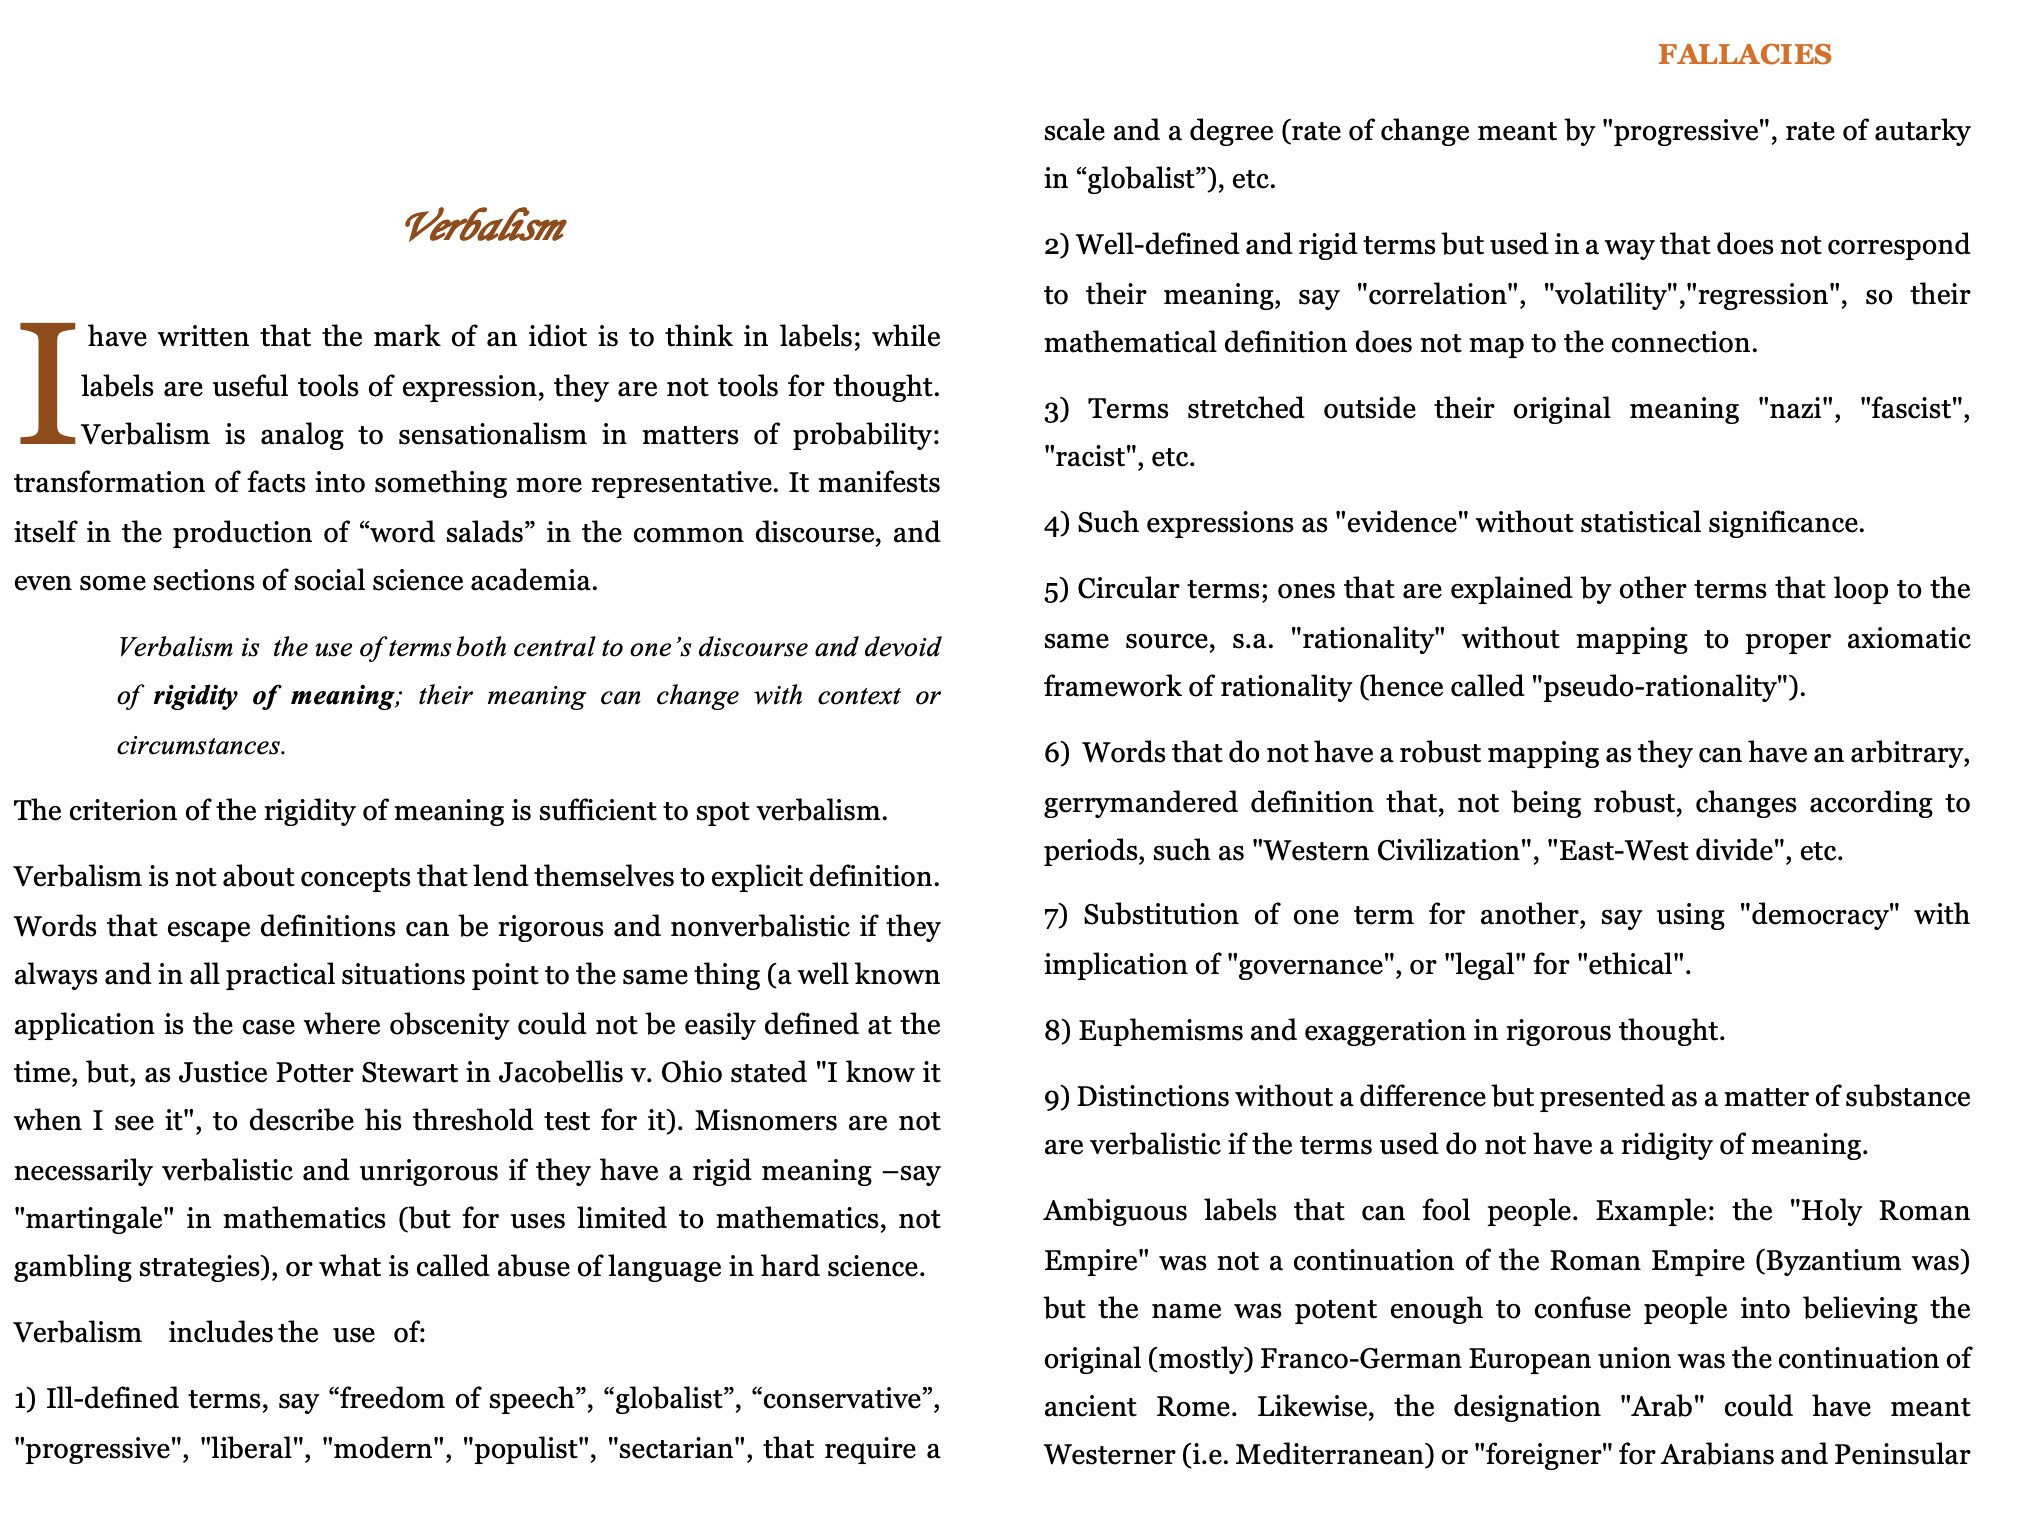 Verbalism
I have written that the mark of an idiot is to think in labels; while
labels are useful tools of expression, they are not tools for thought.
Verbalism is analog to sensationalism in matters of probability:
transformation of facts into something more representative. It manifests
itself in the production of “word salads” in the common discourse, and
even some sections of social science academia.
Verbalism is the use of terms both central to one’s discourse and devoid
of rigidity of meaning; their meaning can change with context or
circumstances.
The criterion of the rigidity of meaning is sufficient to spot verbalism.
Verbalism is not about concepts that lend themselves to explicit definition.
Words that escape definitions can be rigorous and nonverbalistic if they
always and in all practical situations point to the same thing (a well known
application is the case where obscenity could not be easily defined at the
time, but, as Justice Potter Stewart in Jacobellis v. Ohio stated "I know it
when I see it", to describe his threshold test for it). Misnomers are not
necessarily verbalistic and unrigorous if they have a rigid meaning –say
"martingale" in mathematics (but for uses limited to mathematics, not
gambling strategies), or what is called abuse of language in hard science.
Verbalism includes the use of:
1) Ill-defined terms, say “freedom of speech”, “globalist”, “conservative”,
"progressive", "liberal", "modern", "populist", "sectarian", that require a
FALLACIES
scale and a degree (rate of change meant by "progressive", rate of autarky
in “globalist”), etc.
2) Well-defined and rigid terms but used in a way that does not correspond
to their meaning, say "correlation", "volatility","regression", so their
mathematical definition does not map to the connection.
3) Terms stretched outside their original meaning "nazi", "fascist",
"racist", etc.
4) Such expressions as "evidence" without statistical significance.
5) Circular terms; ones that are explained by other terms that loop to the
same source, s.a. "rationality" without mapping to proper axiomatic
framework of rationality (hence called "pseudo-rationality").
6) Words that do not have a robust mapping as they can have an arbitrary,
gerrymandered definition that, not being robust, changes according to
periods, such as "Western Civilization", "East-West divide", etc.
7) Substitution of one term for another, say using "democracy" with
implication of "governance", or "legal" for "ethical".
8) Euphemisms and exaggeration in rigorous thought.
9) Distinctions without a difference but presented as a matter of substance
are verbalistic if the terms used do not have a ridigity of meaning.
Ambiguous labels that can fool people. Example: the "Holy Roman
Empire" was not a continuation of the Roman Empire (Byzantium was)
but the name was potent enough to confuse people into believing the
original (mostly) Franco-German European union was the continuation of
ancient Rome. Likewise, the designation "Arab" could have meant
Westerner (i.e. Mediterranean) or "foreigner" for Arabians and Peninsular